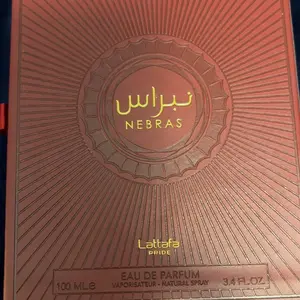 نبراس
NEBRAS
Lattafa
PRIDE
EAU DE PARFUM
100 ML.e VAPORISATEUR - NATURAL SPRAY 3.4 FL.OZ.